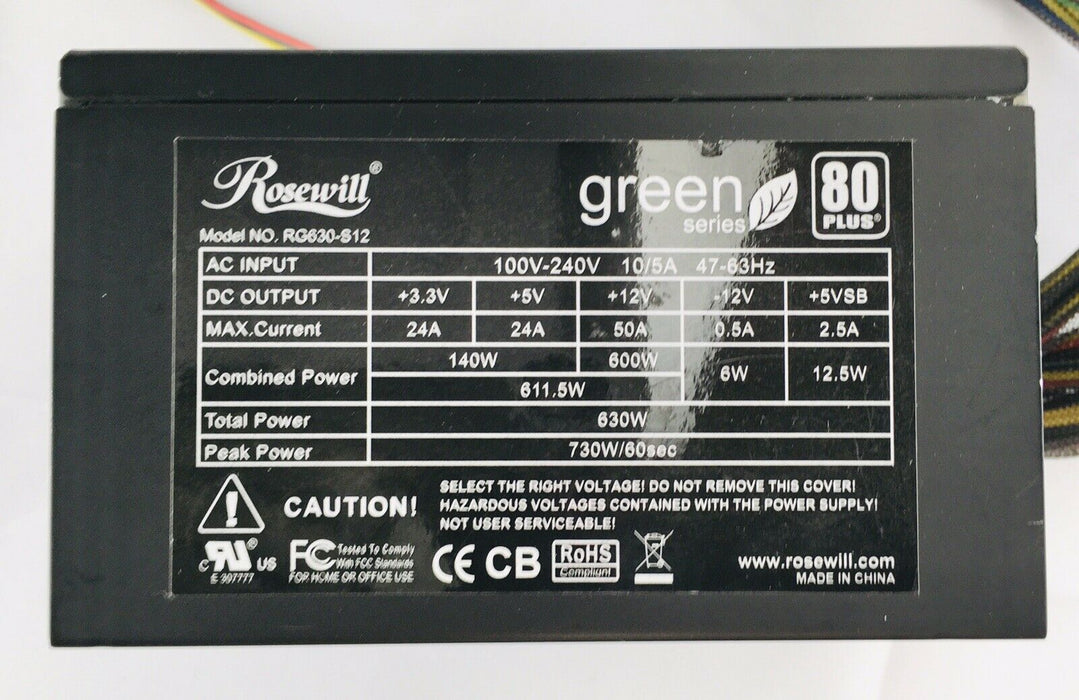 Rosewill®
green
series
80
PLUS®
Model NO. RG630-S12
AC INPUT 100V-240V 10/5A 47-63Hz
DC OUTPUT +3.3V +5V +12V -12V +5VSB
MAX.Current 24A 24A 50A 0.5A 2.5A
Combined Power 140W 600W 6W 12.5W
611.5W
Total Power 630W
Peak Power 730W/60sec
CAUTION!
SELECT THE RIGHT VOLTAGE! DO NOT REMOVE THIS COVER!
HAZARDOUS VOLTAGES CONTAINED WITH THE POWER SUPPLY!
NOT USER SERVICEABLE!
c RU® US
E 307777
FC Tested To Comply
With FCC Standards
FOR HOME OR OFFICE USE
CE CB
RoHS
Compliant
www.rosewill.com
MADE IN CHINA